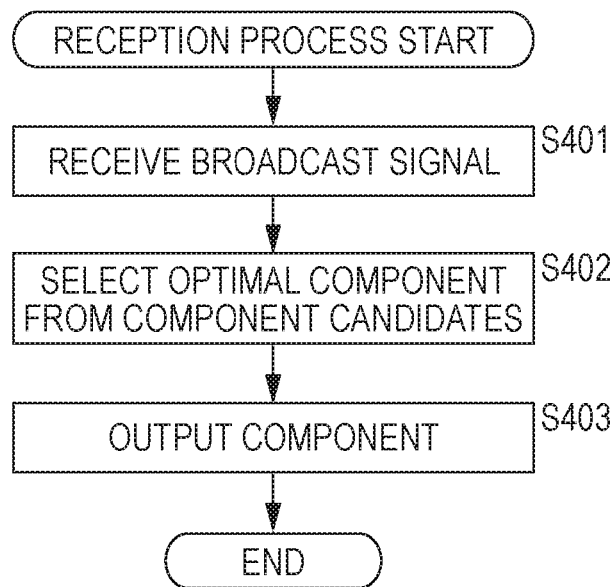 RECEPTION PROCESS START
RECEIVE BROADCAST SIGNAL
S401
SELECT OPTIMAL COMPONENT
FROM COMPONENT CANDIDATES
S402
OUTPUT COMPONENT
S403
END